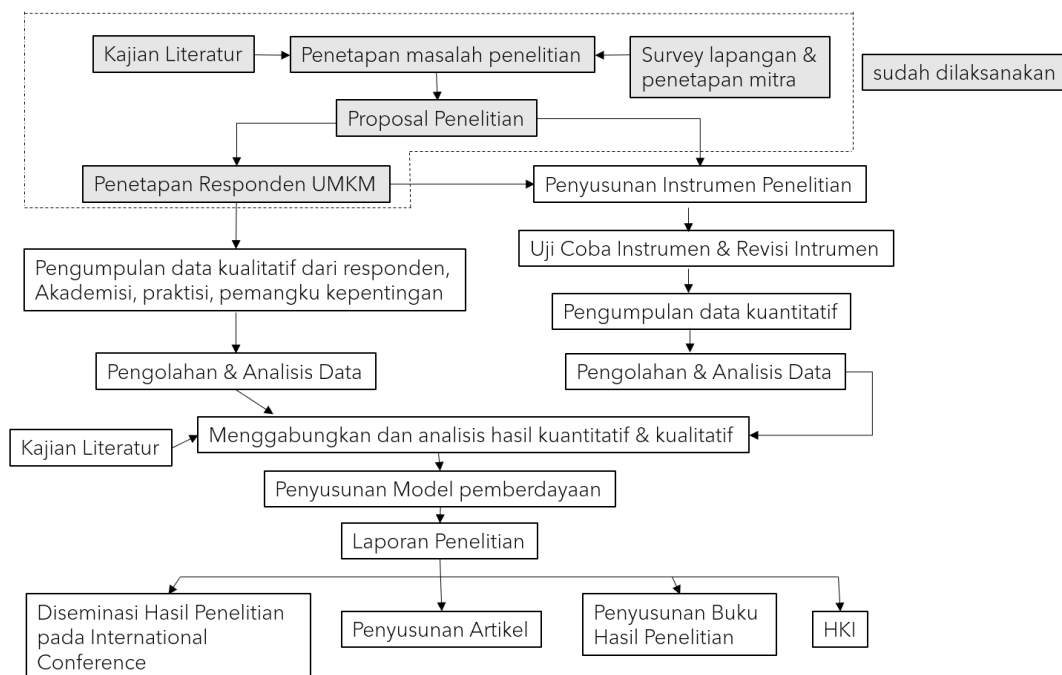 Kajian Literatur
Penetapan masalah penelitian
Survey lapangan &
penetapan mitra
sudah dilaksanakan
Proposal Penelitian
Penetapan Responden UMKM
Penyusunan Instrumen Penelitian
Uji Coba Instrumen & Revisi Intrumen
Pengumpulan data kualitatif dari responden,
Akademisi, praktisi, pemangku kepentingan
Pengumpulan data kuantitatif
Pengolahan & Analisis Data
Pengolahan & Analisis Data
Kajian Literatur
Menggabungkan dan analisis hasil kuantitatif & kualitatif
Penyusunan Model pemberdayaan
Laporan Penelitian
Diseminasi Hasil Penelitian
pada International
Conference
Penyusunan Artikel
Penyusunan Buku
Hasil Penelitian
HKI